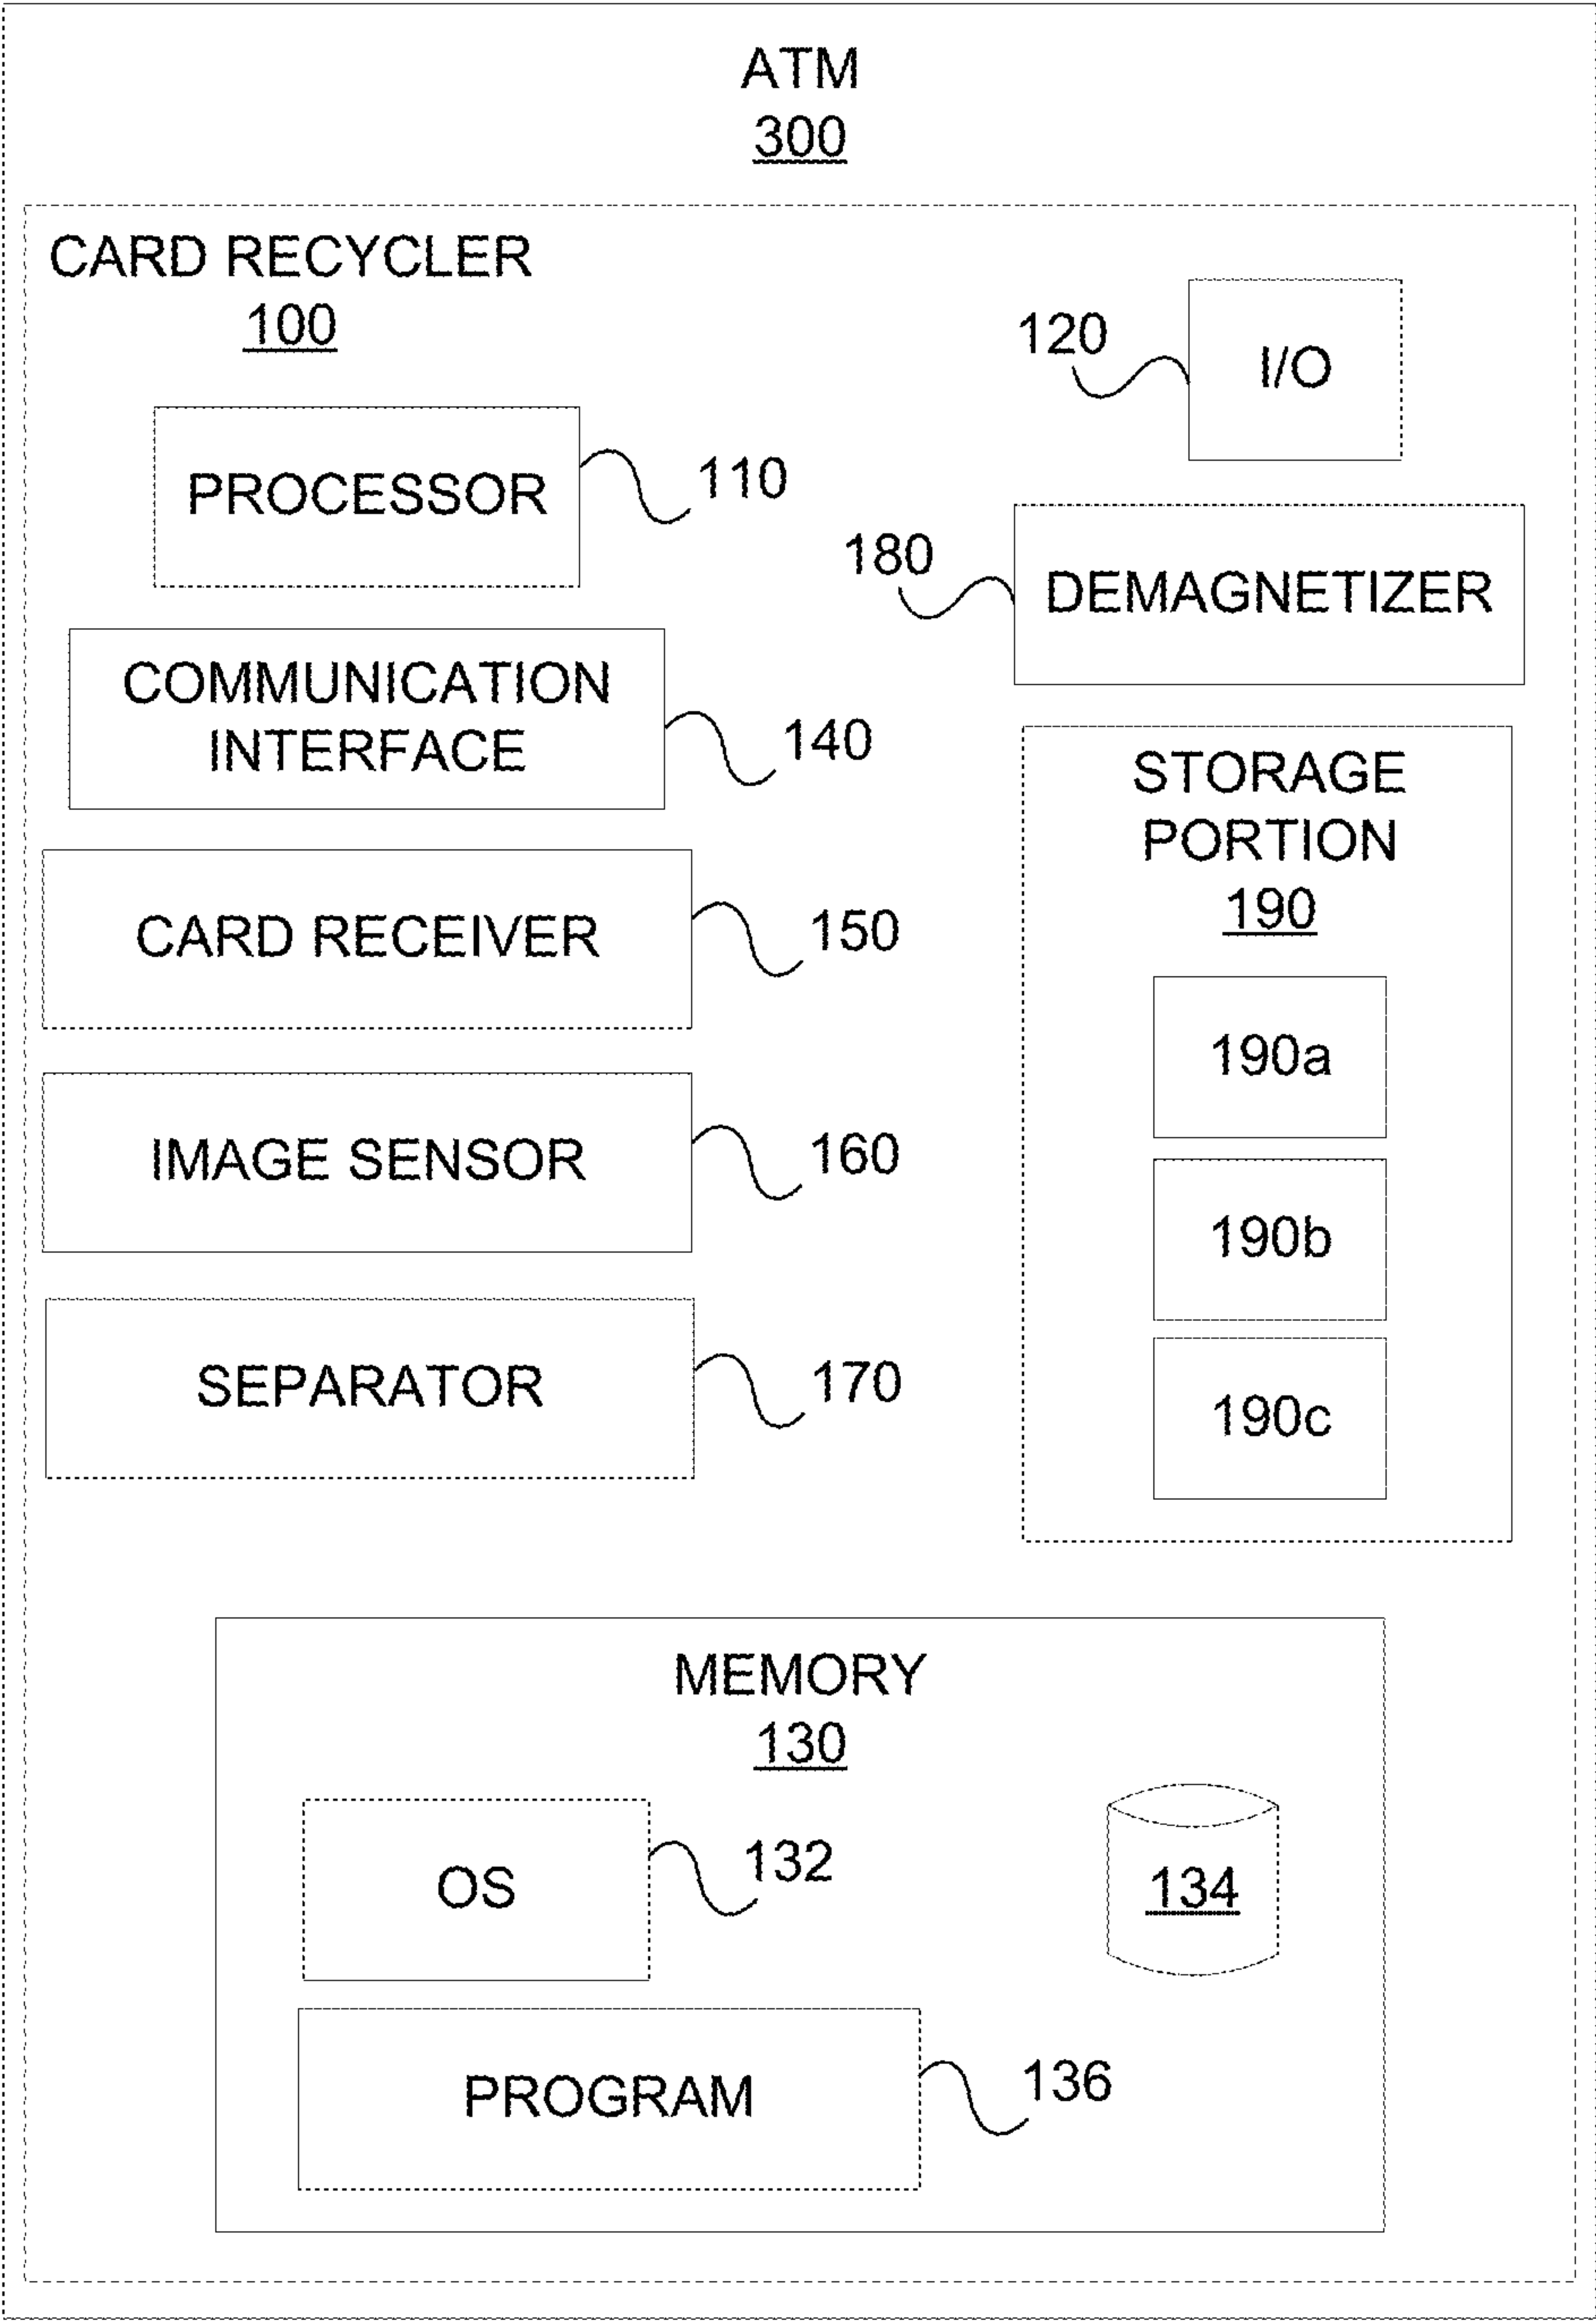 ATM
300
CARD RECYCLER
100
120
I/O
PROCESSOR
110
180
DEMAGNETIZER
COMMUNICATION
INTERFACE
140
STORAGE
PORTION
190
CARD RECEIVER
150
190a
IMAGE SENSOR
160
190b
SEPARATOR
170
190c
MEMORY
130
OS
132
134
PROGRAM
136